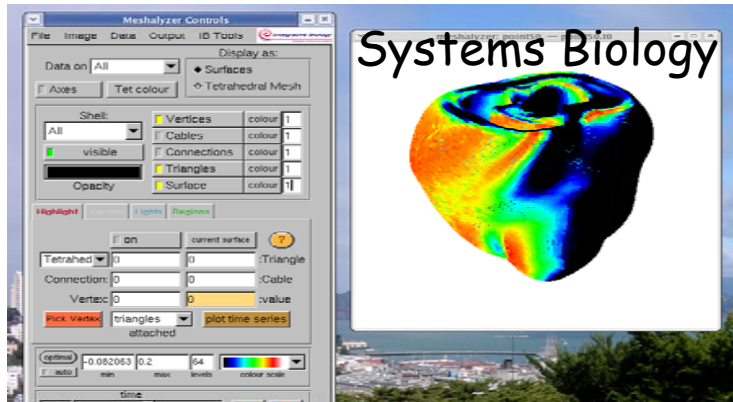 Meshalyzer Controls
File Image Data Output IB Tools
Display as:
Data on All
Surfaces
Tetrahedral Mesh
Axes Tet colour
Shell:
All
visible
Opacity
Vertices colour 1
Cables colour 1
Connections colour 1
Triangles colour 1
Surface colour 1
Highlight Vertices Lights Regions
on current surface ?
Tetrahed 0 0 :Triangle
Connection: 0 0 :Cable
Vertex: 0 0 :value
Pick Vertex triangles plot time series
attached
optimal -0.082063 0.2 64
auto min max levels colour scale
time
Systems Biology